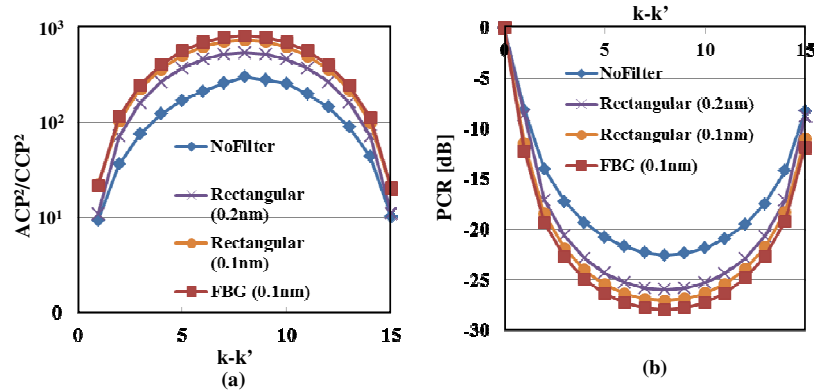 10³
10²
10¹
0
ACP²/CCP²
NoFilter
Rectangular
(0.2nm)
Rectangular
(0.1nm)
FBG (0.1nm)
0
5
10
15
k-k’
(a)
k-k’
0
5
10
15
0
-5
-10
-15
-20
-25
-30
PCR [dB]
NoFilter
Rectangular (0.2nm)
Rectangular (0.1nm)
FBG (0.1nm)
(b)